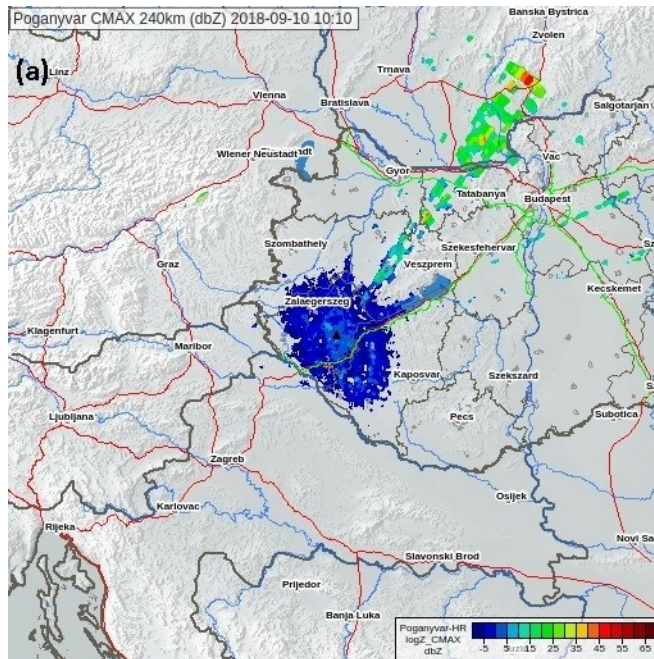 Poganyvar CMAX 240km (dbZ) 2018-09-10 10:10
(a)
Banska Bystrica
Zvolen
Linz
Trnava
Vienna
Bratislava
Salgotarjan
Wiener Neustadt
Gyor
Vac
Tatabanya
Budapest
Szombathely
Szekesfehervar
Veszprem
Graz
Zalaegerszeg
Kecskemet
Klagenfurt
Maribor
Kaposvar
Szekszard
Ljubljana
Pecs
Subotica
Zagreb
Karlovac
Osijek
Rijeka
Novi Sa
Slavonski Brod
Prijedor
Banja Luka
Poganyvar-HR
logZ_CMAX
dbZ
-5 5 15 25 35 45 55 65